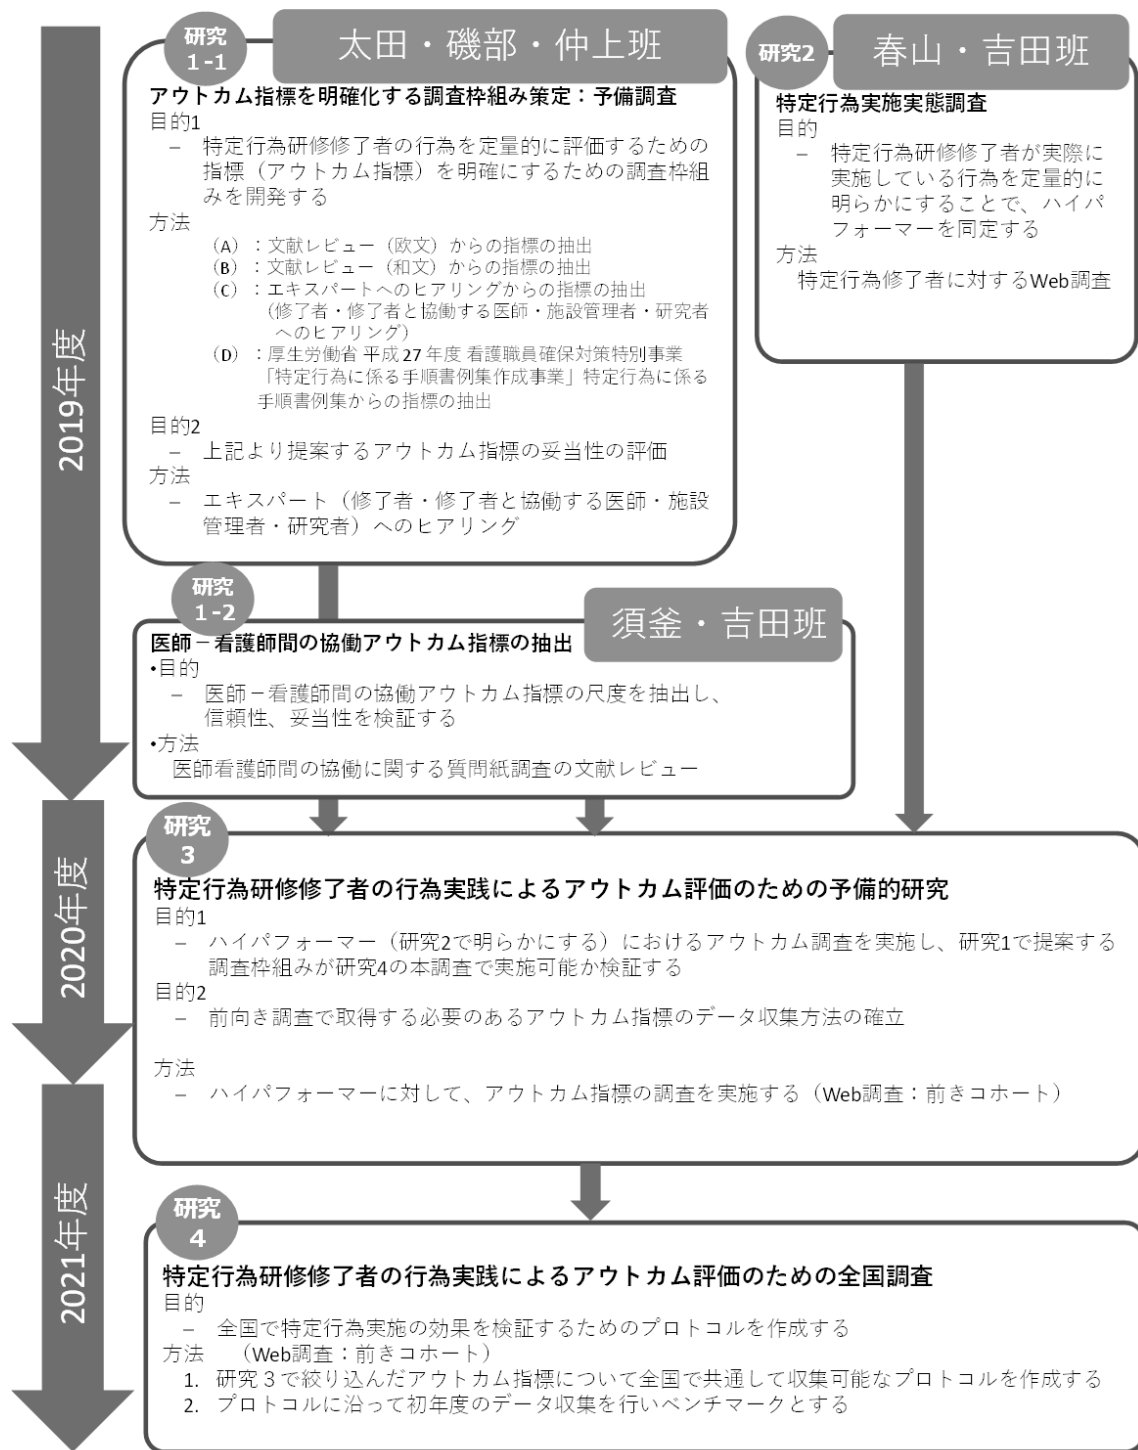 研究
1-1
太田・磯部・仲上班
アウトカム指標を明確化する調査枠組み策定：予備調査
目的1
– 特定行為研修修了者の行為を定量的に評価するための
指標（アウトカム指標）を明確にするための調査枠組
みを開発する
方法
（A）：文献レビュー（欧文）からの指標の抽出
（B）：文献レビュー（和文）からの指標の抽出
（C）：エキスパートへのヒアリングからの指標の抽出
（修了者・修了者と協働する医師・施設管理者・研究者
へのヒアリング）
（D）：厚生労働省 平成 27 年度 看護職員確保対策特別事業
「特定行為に係る手順書例集作成事業」特定行為に係る
手順書例集からの指標の抽出
目的2
– 上記より提案するアウトカム指標の妥当性の評価
方法
– エキスパート（修了者・修了者と協働する医師・施設
管理者・研究者）へのヒアリング
研究2
春山・吉田班
特定行為実施実態調査
目的
– 特定行為研修修了者が実際に
実施している行為を定量的に
明らかにすることで、ハイパ
フォーマーを同定する
方法
特定行為修了者に対するWeb調査
2019年度
研究
1-2
須釜・吉田班
医師－看護師間の協働アウトカム指標の抽出
•目的
– 医師－看護師間の協働アウトカム指標の尺度を抽出し、
信頼性、妥当性を検証する
•方法
医師看護師間の協働に関する質問紙調査の文献レビュー
2020年度
研究
3
特定行為研修修了者の行為実践によるアウトカム評価のための予備的研究
目的1
– ハイパフォーマー（研究2で明らかにする）におけるアウトカム調査を実施し、研究1で提案する
調査枠組みが研究4の本調査で実施可能か検証する
目的2
– 前向き調査で取得する必要のあるアウトカム指標のデータ収集方法の確立
方法
– ハイパフォーマーに対して、アウトカム指標の調査を実施する（Web調査：前きコホート）
2021年度
研究
4
特定行為研修修了者の行為実践によるアウトカム評価のための全国調査
目的
– 全国で特定行為実施の効果を検証するためのプロトコルを作成する
方法 （Web調査：前きコホート）
1. 研究３で絞り込んだアウトカム指標について全国で共通して収集可能なプロトコルを作成する
2. プロトコルに沿って初年度のデータ収集を行いベンチマークとする